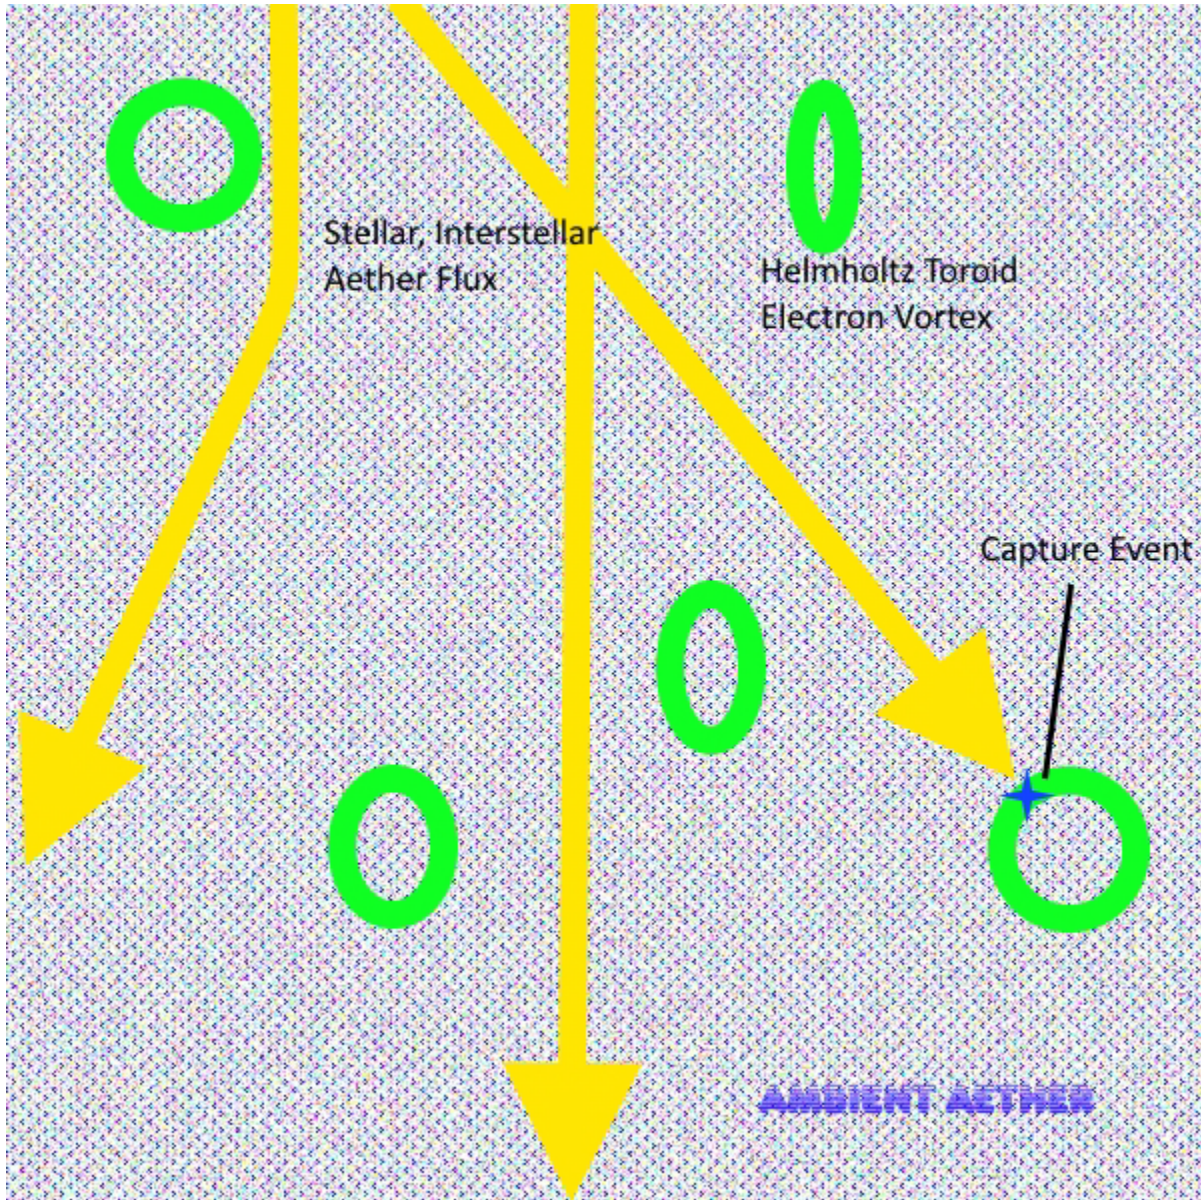 Stellar, Interstellar
Aether Flux
Helmholtz Toroid
Electron Vortex
Capture Event
AMBIENT AETHER